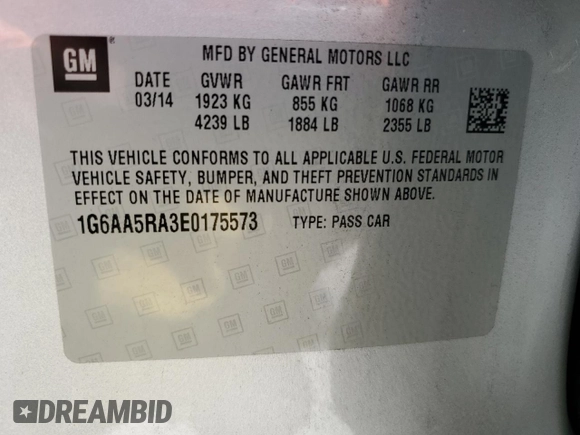 GM
MFD BY GENERAL MOTORS LLC
DATE GVWR GAWR FRT GAWR RR
03/14 1923 KG 855 KG 1068 KG
4239 LB 1884 LB 2355 LB
THIS VEHICLE CONFORMS TO ALL APPLICABLE U.S. FEDERAL MOTOR
VEHICLE SAFETY, BUMPER, AND THEFT PREVENTION STANDARDS IN
EFFECT ON THE DATE OF MANUFACTURE SHOWN ABOVE.
1G6AA5RA3E0175573 TYPE: PASS CAR
#DREAMBID